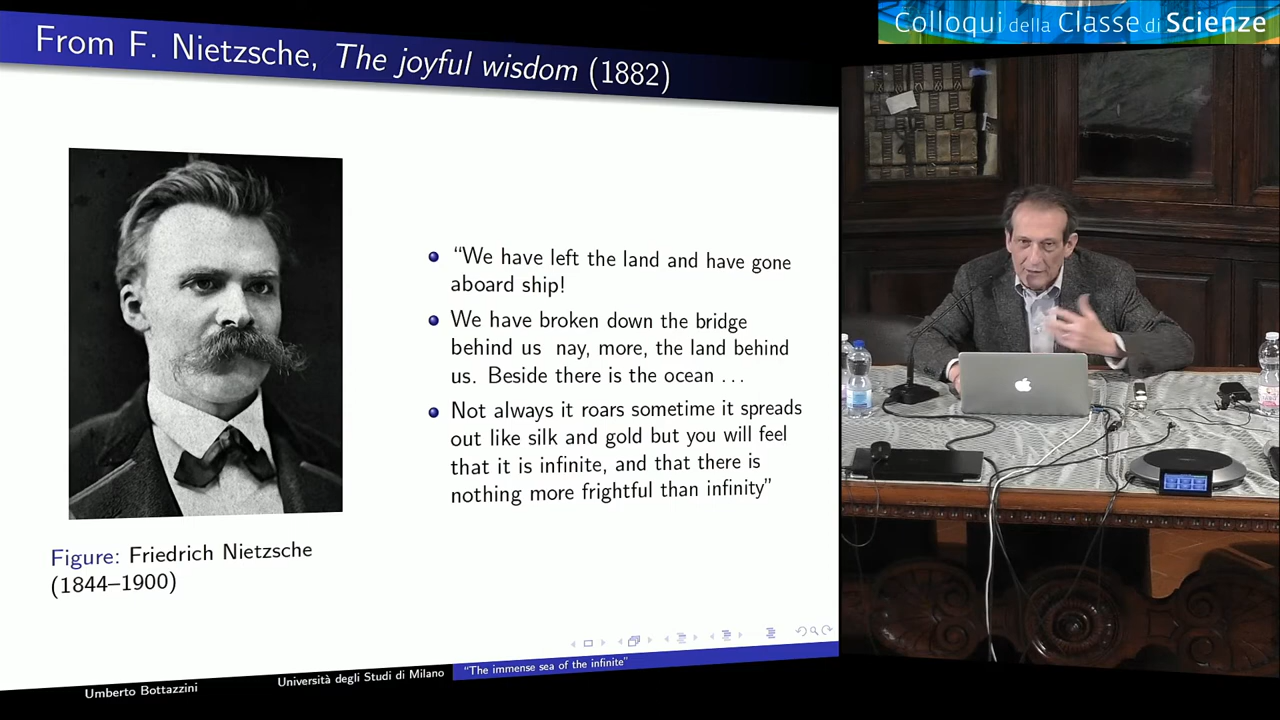 From F. Nietzsche, The joyful wisdom (1882)
Colloqui della Classe di Scienze
“We have left the land and have gone
aboard ship!
We have broken down the bridge
behind us nay, more, the land behind
us. Beside there is the ocean ...
Not always it roars sometime it spreads
out like silk and gold but you will feel
that it is infinite, and that there is
nothing more frightful than infinity”
Figure: Friedrich Nietzsche
(1844–1900)
Umberto Bottazzini
Università degli Studi di Milano
“The immense sea of the infinite”